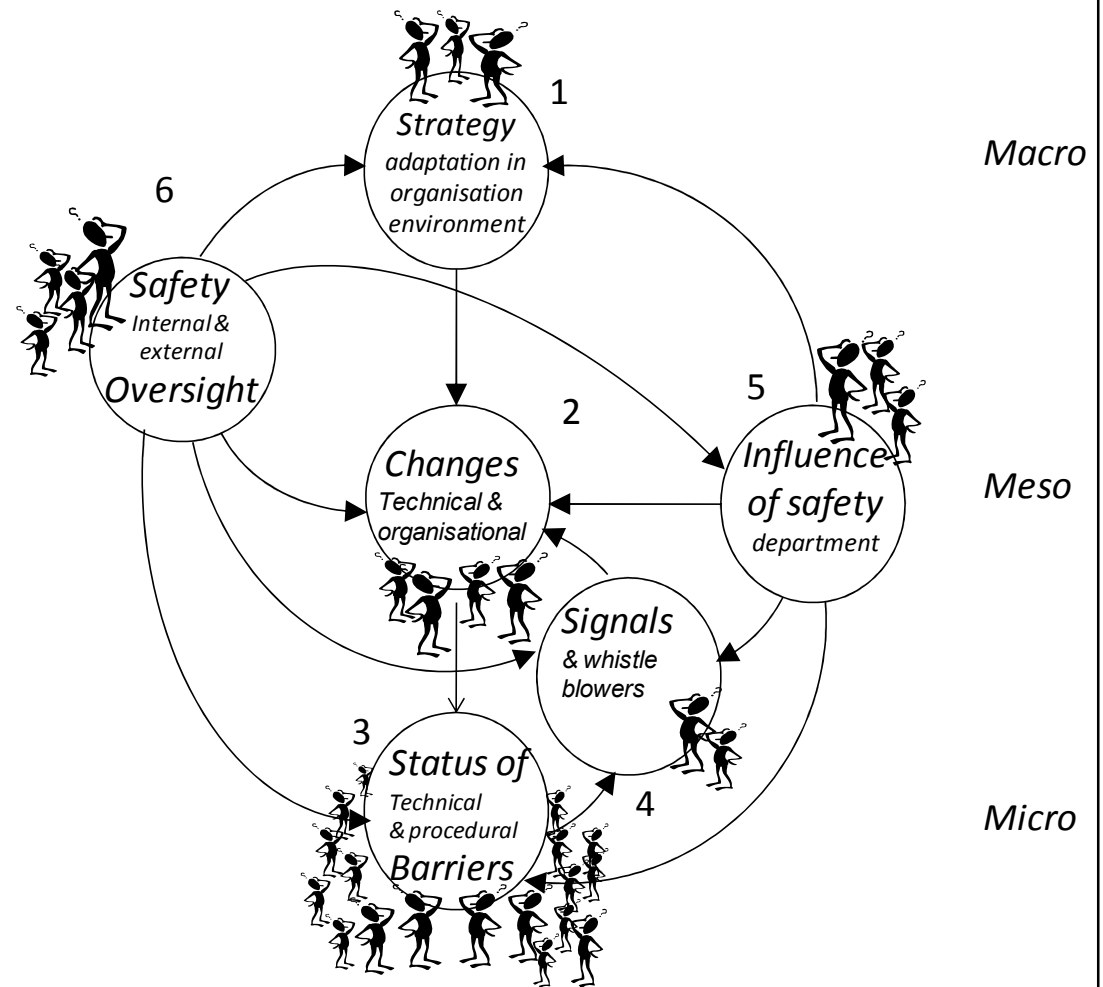 1
Strategy
adaptation in
organisation
environment
Macro
6
Safety
Internal &
external
Oversight
2
Changes
Technical &
organisational
5
Influence
of safety
department
Meso
Signals
& whistle
blowers
4
3
Status of
Technical
& procedural
Barriers
Micro